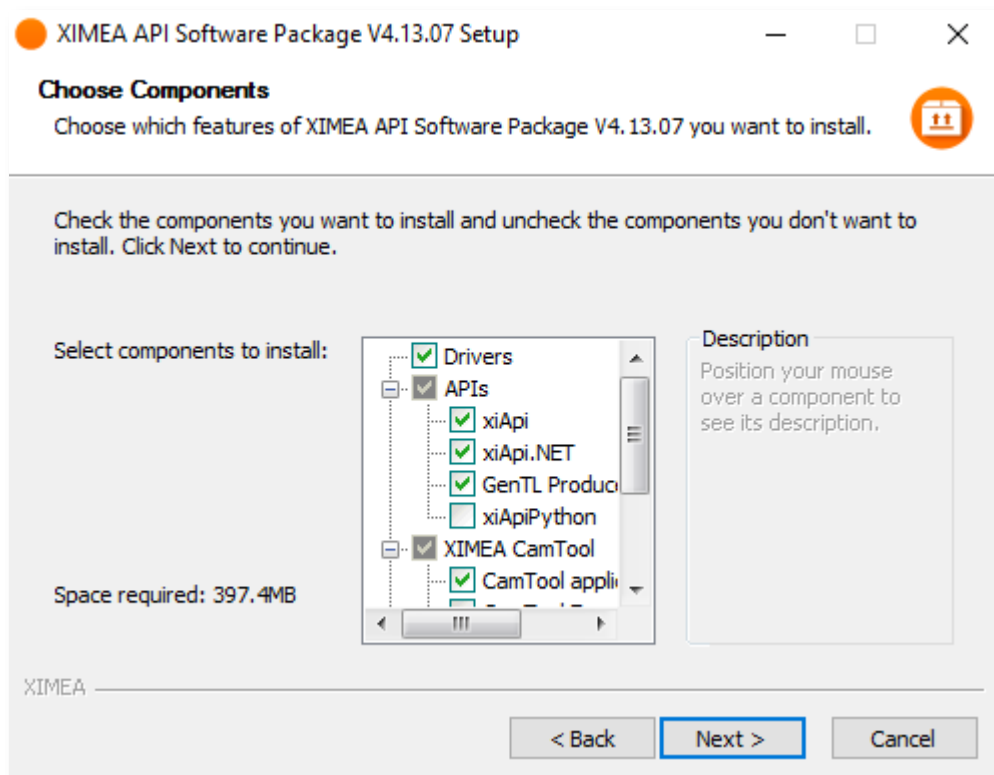 XIMEA API Software Package V4.13.07 Setup
Choose Components
Choose which features of XIMEA API Software Package V4.13.07 you want to install.
Check the components you want to install and uncheck the components you don't want to
install. Click Next to continue.
Select components to install:
Drivers
APIs
xiApi
xiApi.NET
GenTL Produc
xiApiPython
XIMEA CamTool
CamTool appli
Description
Position your mouse
over a component to
see its description.
Space required: 397.4MB
XIMEA
< Back
Next >
Cancel